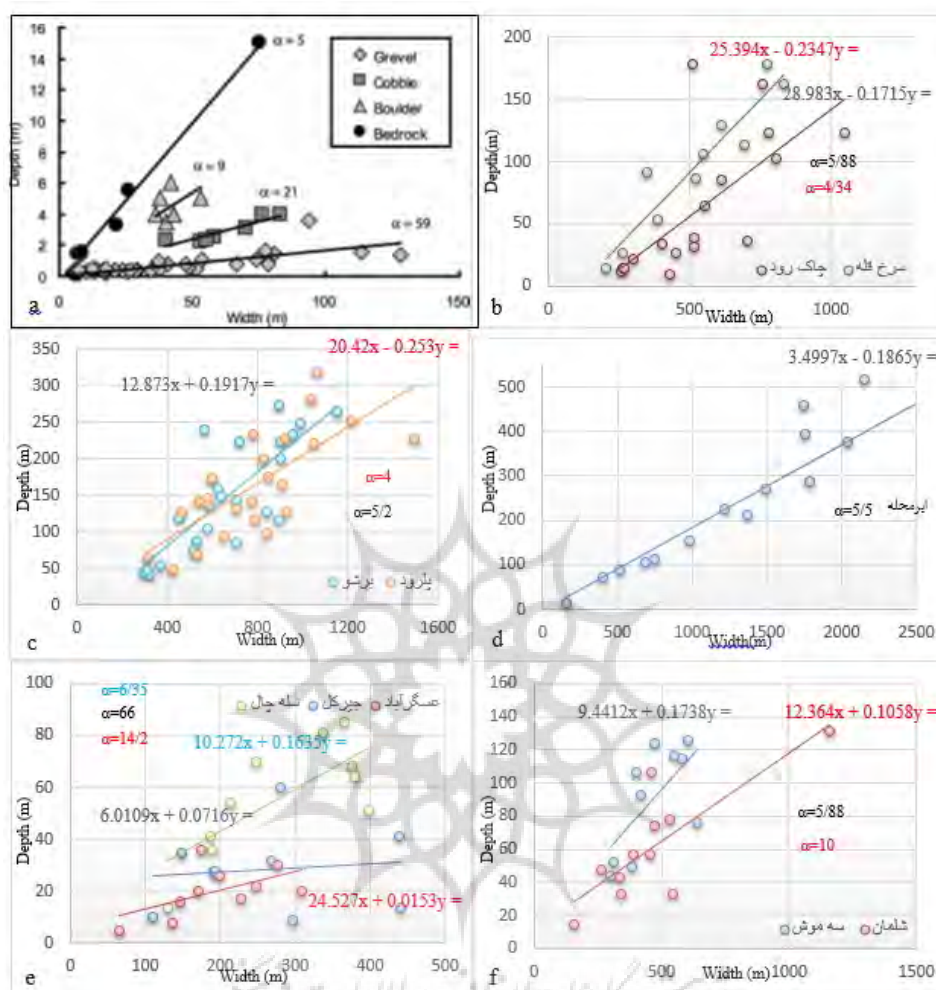 16
14
12
10
8
6
4
2
0
Depth (m)
α = 5
α = 9
α = 21
α = 59
Grevel
Cobble
Boulder
Bedrock
0
50
100
150
Width (m)
a
200
150
100
50
0
Depth(m)
25.394x - 0.2347y =
28.983x - 0.1715y =
α=5/88
α=4/34
چاک رود
سرخ قله
0
500
1000
Width (m)
b
350
300
250
200
150
100
50
0
Depth (m)
20.42x - 0.253y =
12.873x + 0.1917y =
α=4
α=5/2
برشو
پلرود
0
400
800
1200
1600
Width (m)
c
500
400
300
200
100
0
Depth (m)
3.4997x - 0.1865y =
α=5/5
ابرمحله
0
500
1000
1500
2000
2500
Width(m)
d
100
80
60
40
20
0
Depth (m)
α=6/35
α=66
α=14/2
سله چال
جیرکل
عسگرآباد
10.272x + 0.1635y =
6.0109x + 0.0716y =
24.527x + 0.0153y =
0
100
200
300
400
500
Width (m)
e
160
140
120
100
80
60
40
20
0
Depth (m)
9.4412x + 0.1738y =
12.364x + 0.1058y =
α=5/88
α=10
سه موش
شلمان
0
500
1000
1500
Width (m)
f